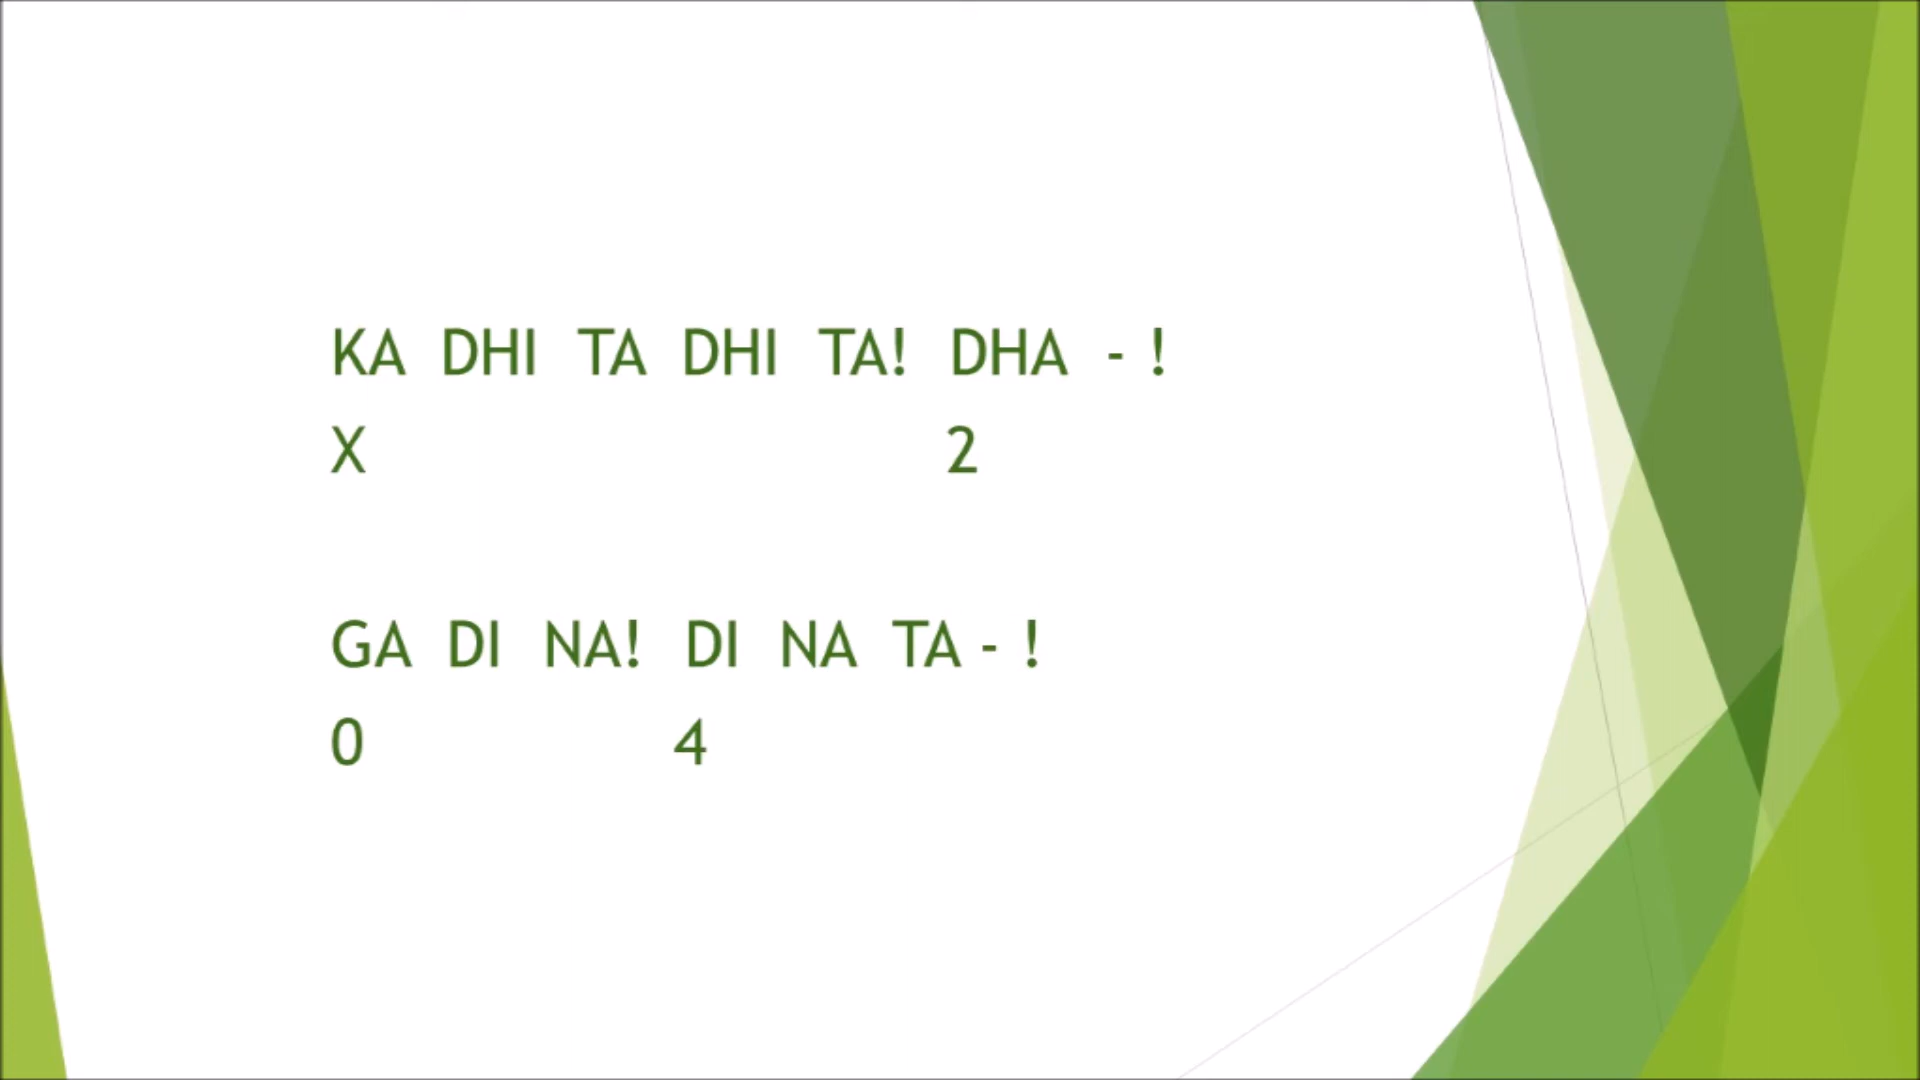 KA DHI TA DHI TA! DHA - !
X 2
GA DI NA! DI NA TA - !
0 4